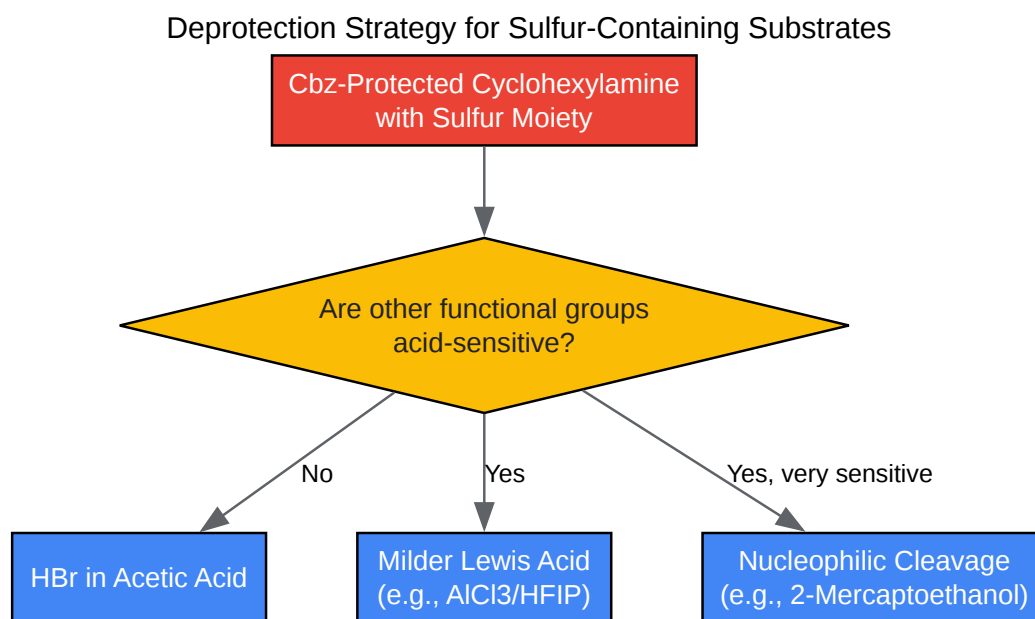 Deprotection Strategy for Sulfur-Containing Substrates
Cbz-Protected Cyclohexylamine
with Sulfur Moiety
Are other functional groups
acid-sensitive?
No
Yes
Yes, very sensitive
HBr in Acetic Acid
Milder Lewis Acid
(e.g., AlCl3/HFIP)
Nucleophilic Cleavage
(e.g., 2-Mercaptoethanol)